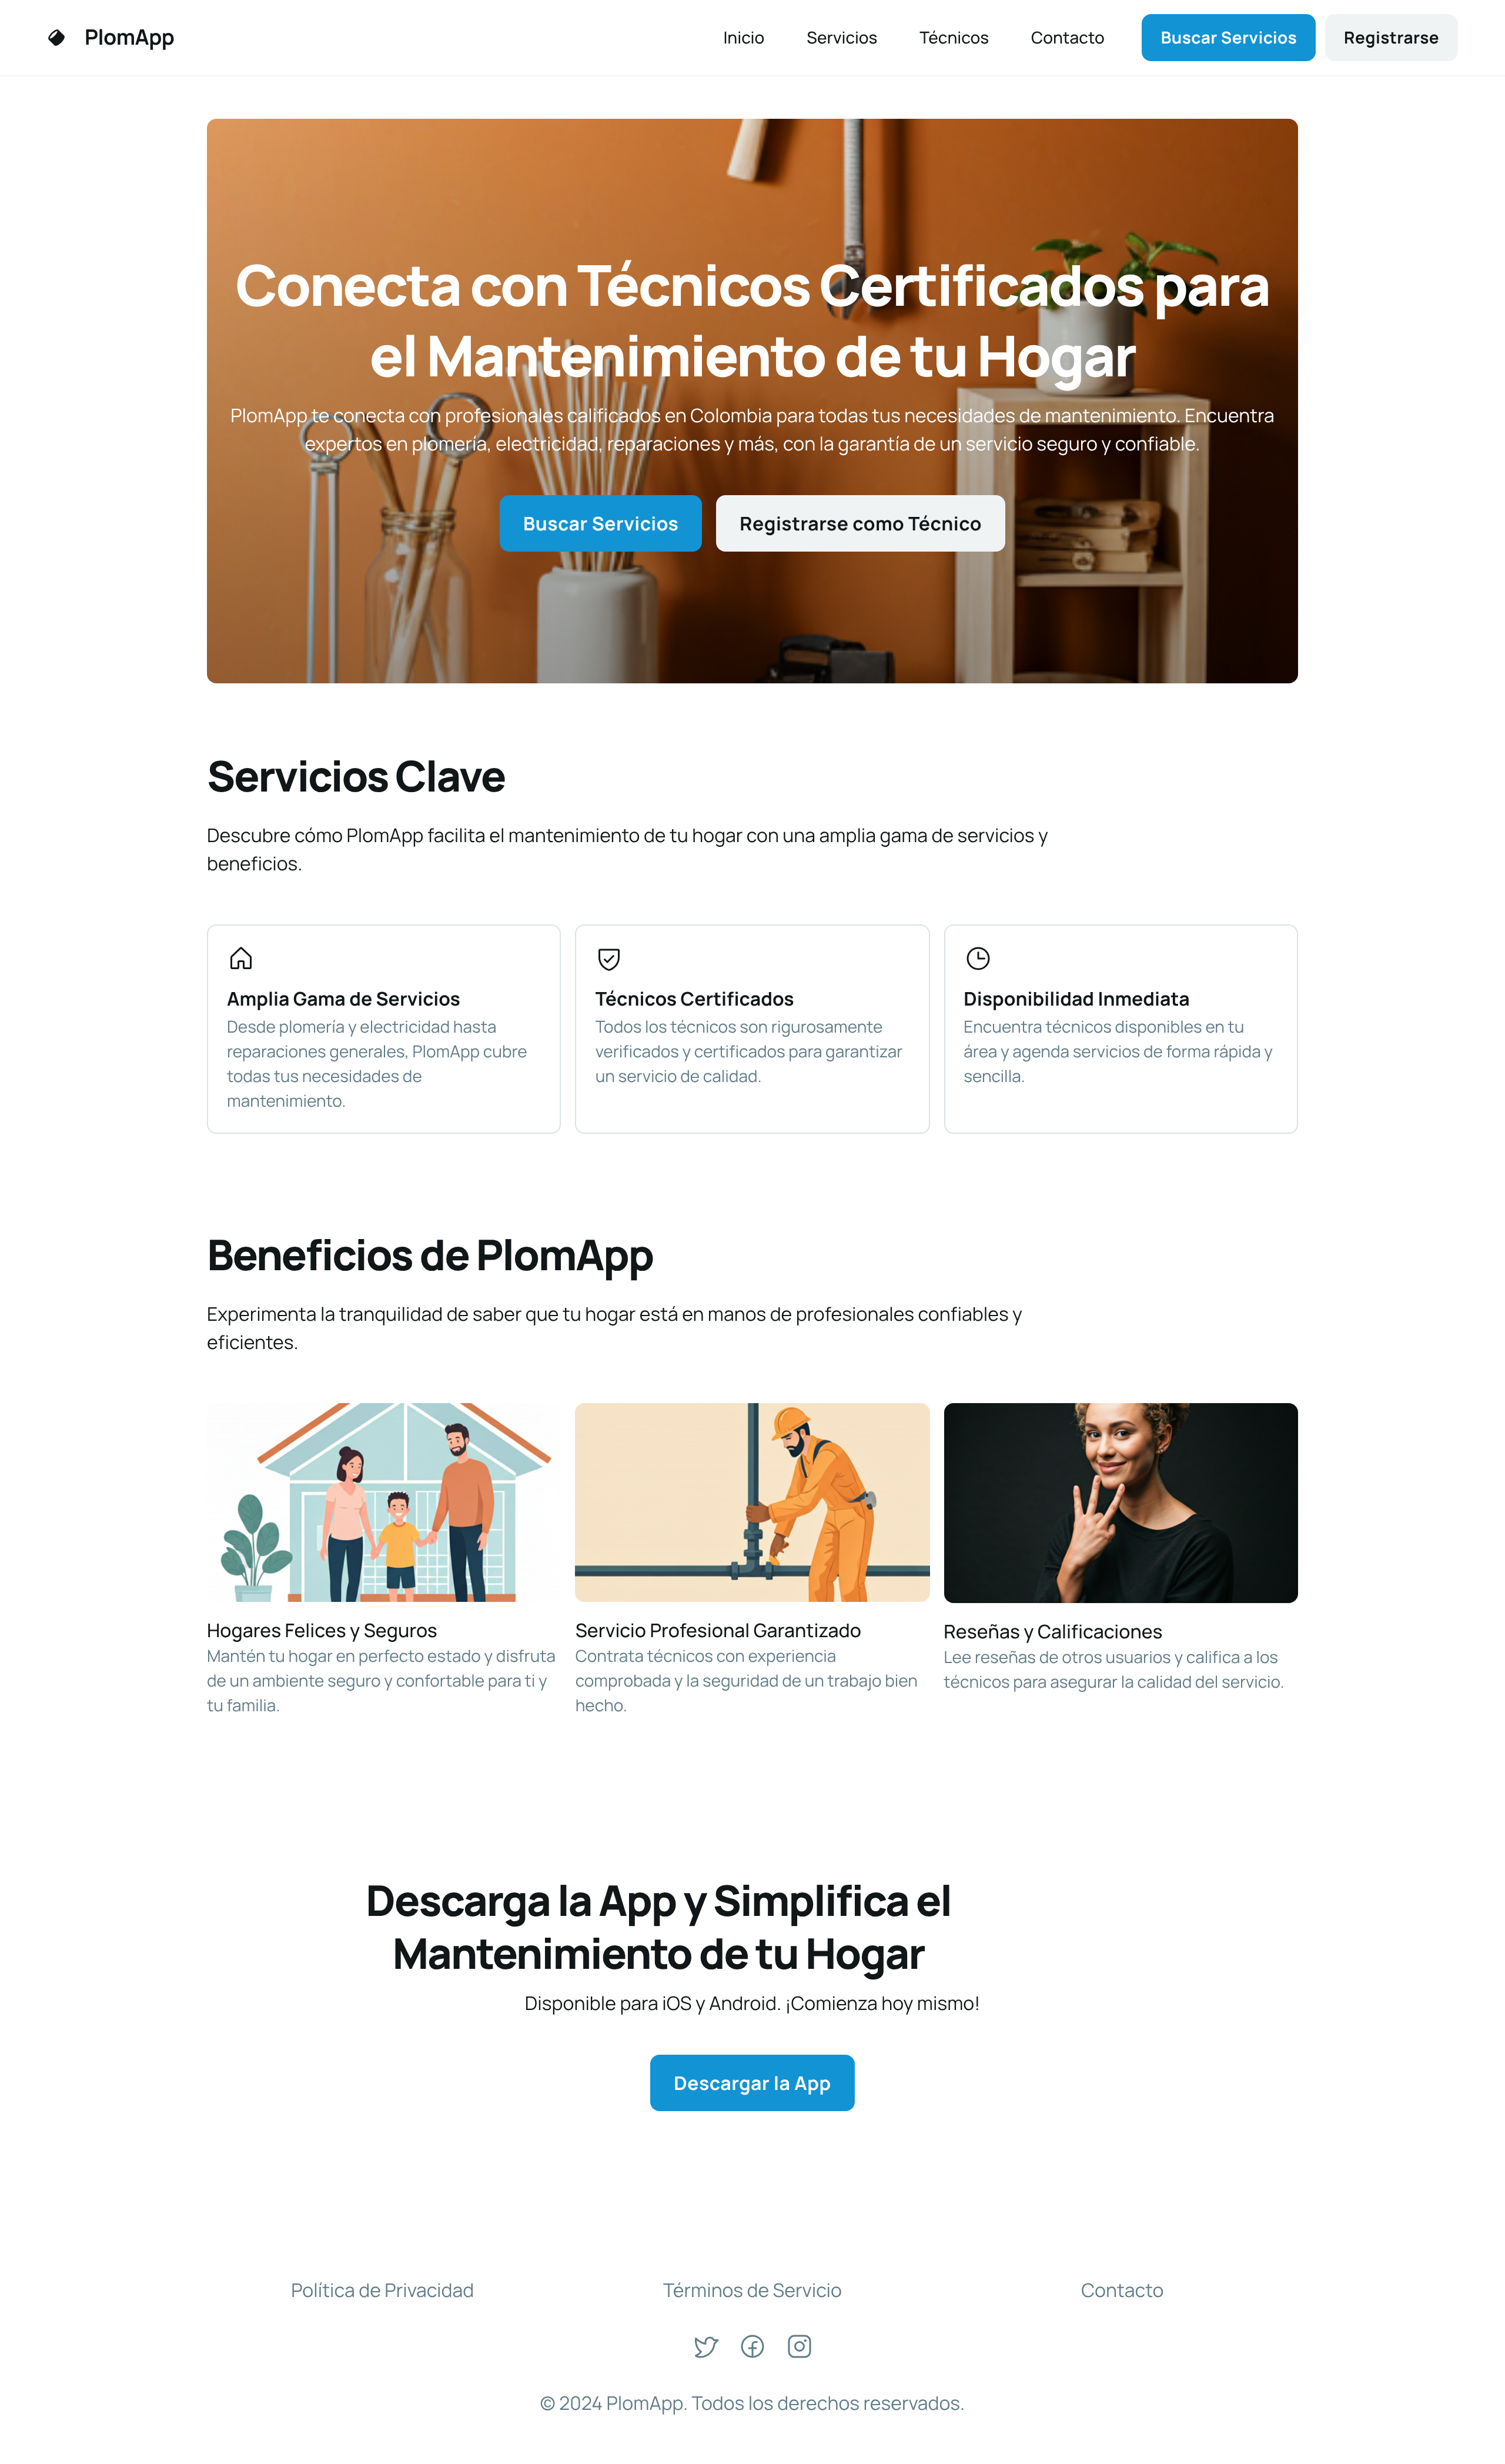 PlomApp
Inicio
Servicios
Técnicos
Contacto
Buscar Servicios
Registrarse
Conecta con Técnicos Certificados para
el Mantenimiento de tu Hogar
PlomApp te conecta con profesionales calificados en Colombia para todas tus necesidades de mantenimiento. Encuentra
expertos en plomería, electricidad, reparaciones y más, con la garantía de un servicio seguro y confiable.
Buscar Servicios
Registrarse como Técnico
Servicios Clave
Descubre cómo PlomApp facilita el mantenimiento de tu hogar con una amplia gama de servicios y
beneficios.
Amplia Gama de Servicios
Desde plomería y electricidad hasta
reparaciones generales, PlomApp cubre
todas tus necesidades de
mantenimiento.
Técnicos Certificados
Todos los técnicos son rigurosamente
verificados y certificados para garantizar
un servicio de calidad.
Disponibilidad Inmediata
Encuentra técnicos disponibles en tu
área y agenda servicios de forma rápida y
sencilla.
Beneficios de PlomApp
Experimenta la tranquilidad de saber que tu hogar está en manos de profesionales confiables y
eficientes.
Hogares Felices y Seguros
Mantén tu hogar en perfecto estado y disfruta
de un ambiente seguro y confortable para ti y
tu familia.
Servicio Profesional Garantizado
Contrata técnicos con experiencia
comprobada y la seguridad de un trabajo bien
hecho.
Reseñas y Calificaciones
Lee reseñas de otros usuarios y califica a los
técnicos para asegurar la calidad del servicio.
Descarga la App y Simplifica el
Mantenimiento de tu Hogar
Disponible para iOS y Android. ¡Comienza hoy mismo!
Descargar la App
Política de Privacidad
Términos de Servicio
Contacto
© 2024 PlomApp. Todos los derechos reservados.